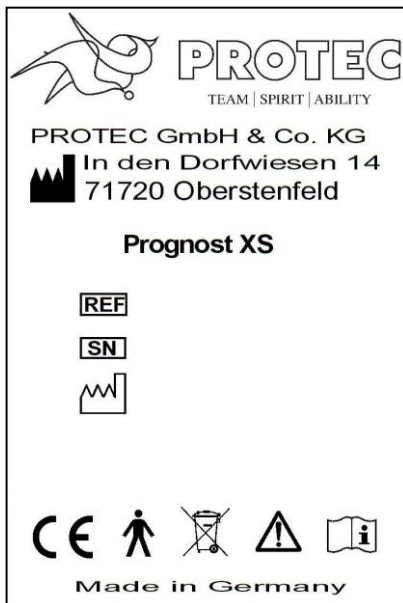 PROTEC
TEAM | SPIRIT | ABILITY
PROTEC GmbH & Co. KG
In den Dorfwiesen 14
71720 Oberstenfeld
Prognost XS
REF
SN
CE
i
Made in Germany